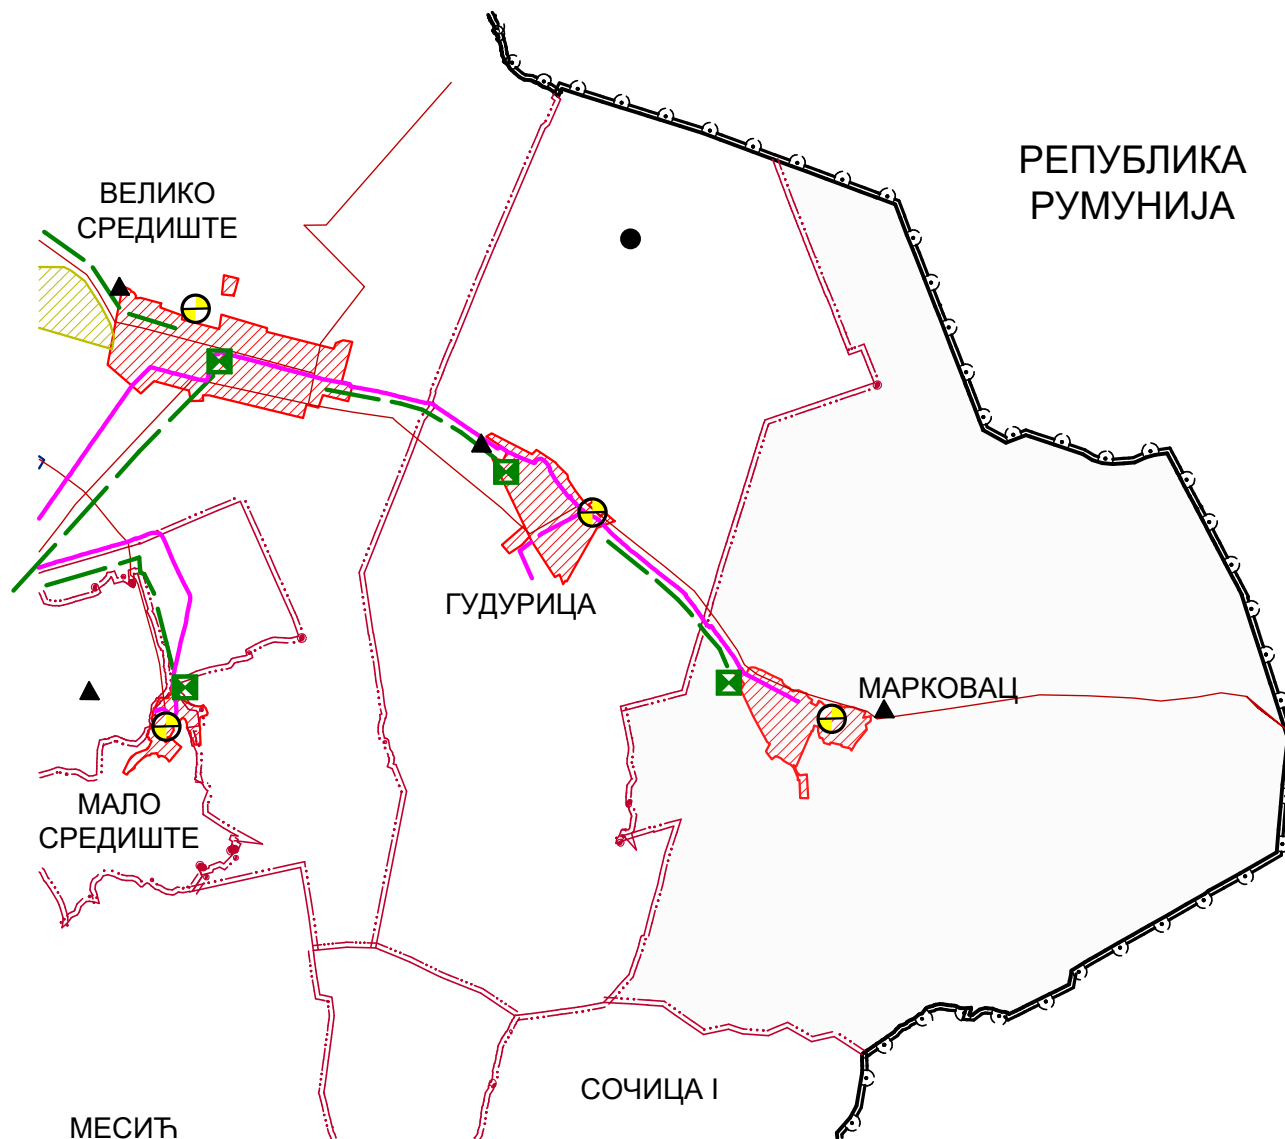 РЕПУБЛИКА
РУМУНИЈА
ВЕЛИКО
СРЕДИШТЕ
ГУДУРИЦА
МАРКОВАЦ
МАЛО
СРЕДИШТЕ
СОЧИЦА I
МЕСИЋ